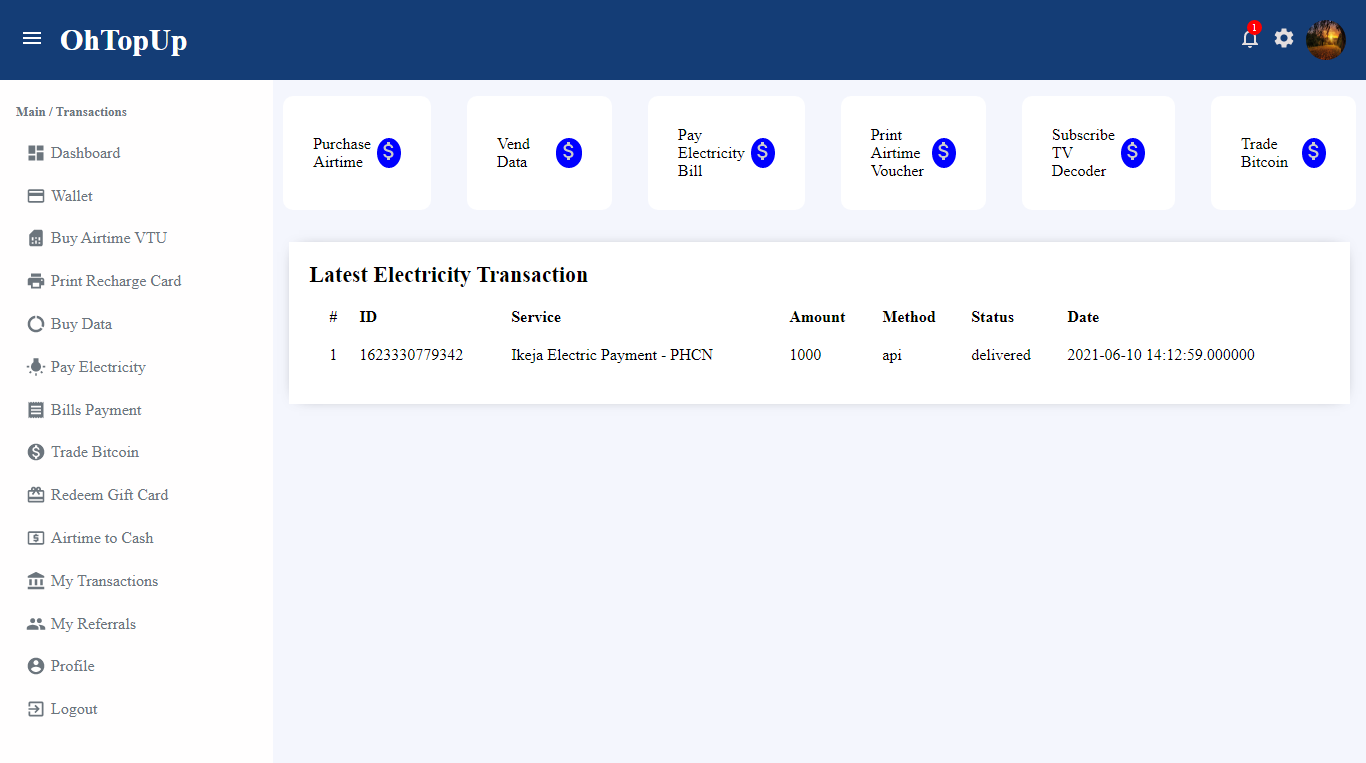 OhTopUp
1
Main / Transactions
Dashboard
Wallet
Buy Airtime VTU
Print Recharge Card
Buy Data
Pay Electricity
Bills Payment
Trade Bitcoin
Redeem Gift Card
Airtime to Cash
My Transactions
My Referrals
Profile
Logout
Purchase
Airtime
Vend
Data
Pay
Electricity
Bill
Print
Airtime
Voucher
Subscribe
TV
Decoder
Trade
Bitcoin
Latest Electricity Transaction
# ID Service Amount Method Status Date
1 1623330779342 Ikeja Electric Payment - PHCN 1000 api delivered 2021-06-10 14:12:59.000000